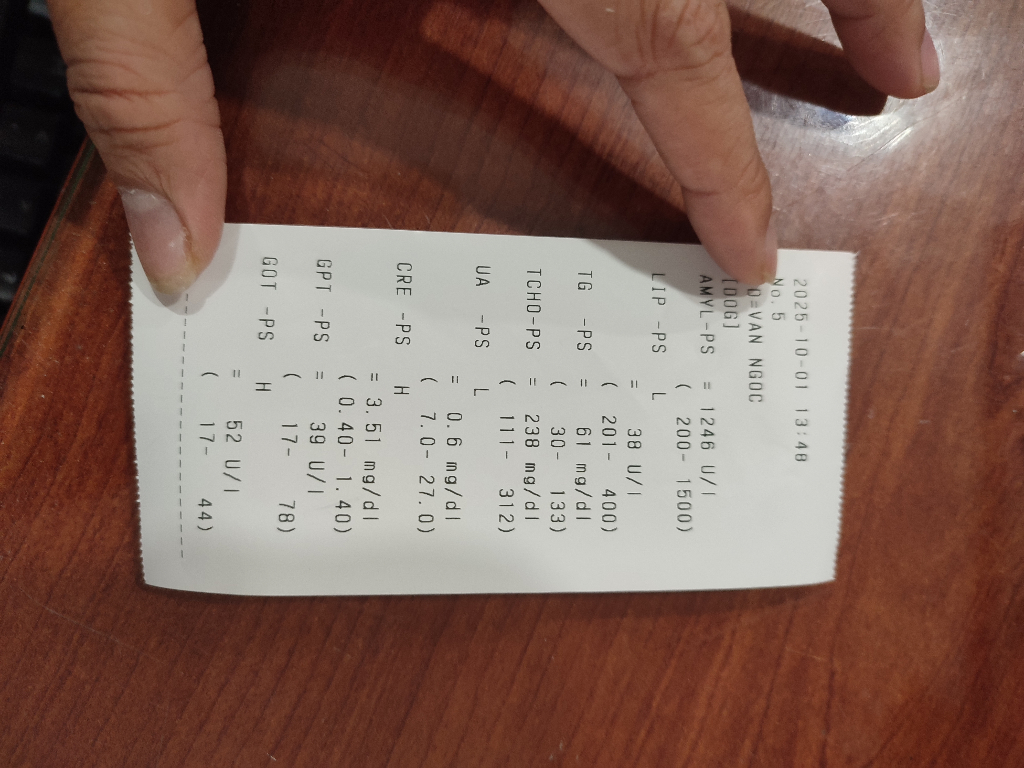 2025-10-01 13:48
No.5
D=VAN NGOC
[DOG]
AMYL-PS = 1246 U/l
( 200- 1500)
LIP -PS L
= 38 U/l
( 201- 400)
TG -PS = 61 mg/dl
( 30- 133)
TCHO-PS = 238 mg/dl
( 111- 312)
UA -PS L
= 0.6 mg/dl
( 7.0- 27.0)
CRE -PS H
= 3.51 mg/dl
( 0.40- 1.40)
GPT -PS = 39 U/l
( 17- 78)
GOT -PS H
= 52 U/l
( 17- 44)